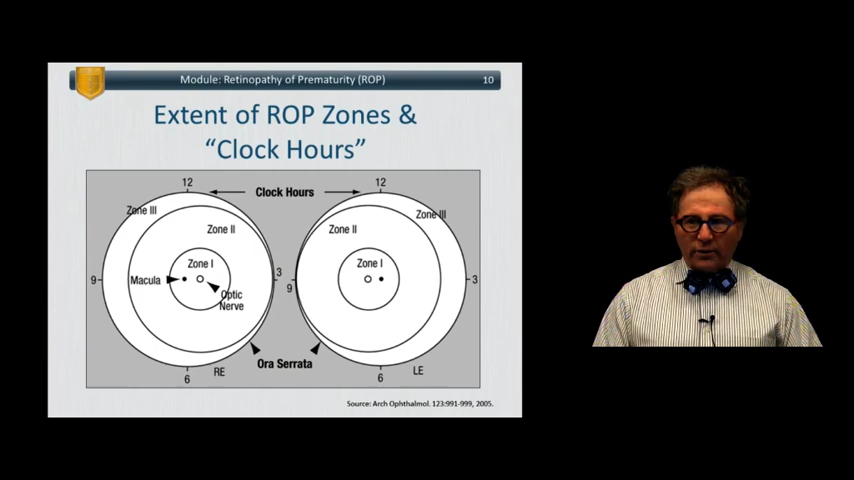 Module: Retinopathy of Prematurity (ROP)
10
Extent of ROP Zones &
“Clock Hours”
12
Clock Hours
12
Zone III
Zone II
Zone II
Zone III
Zone I
Zone I
9
Macula
3
9
3
Optic
Nerve
Ora Serrata
6
RE
6
LE
Source: Arch Ophthalmol. 123:991-999, 2005.